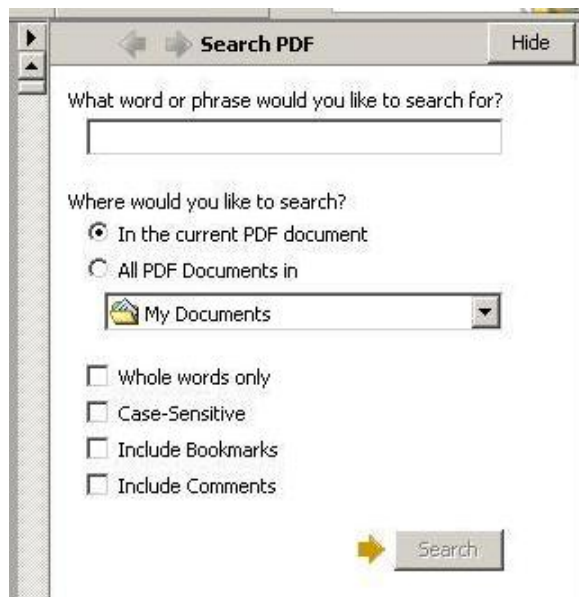 Search PDF
Hide
What word or phrase would you like to search for?
Where would you like to search?
In the current PDF document
All PDF Documents in
My Documents
Whole words only
Case-Sensitive
Include Bookmarks
Include Comments
Search